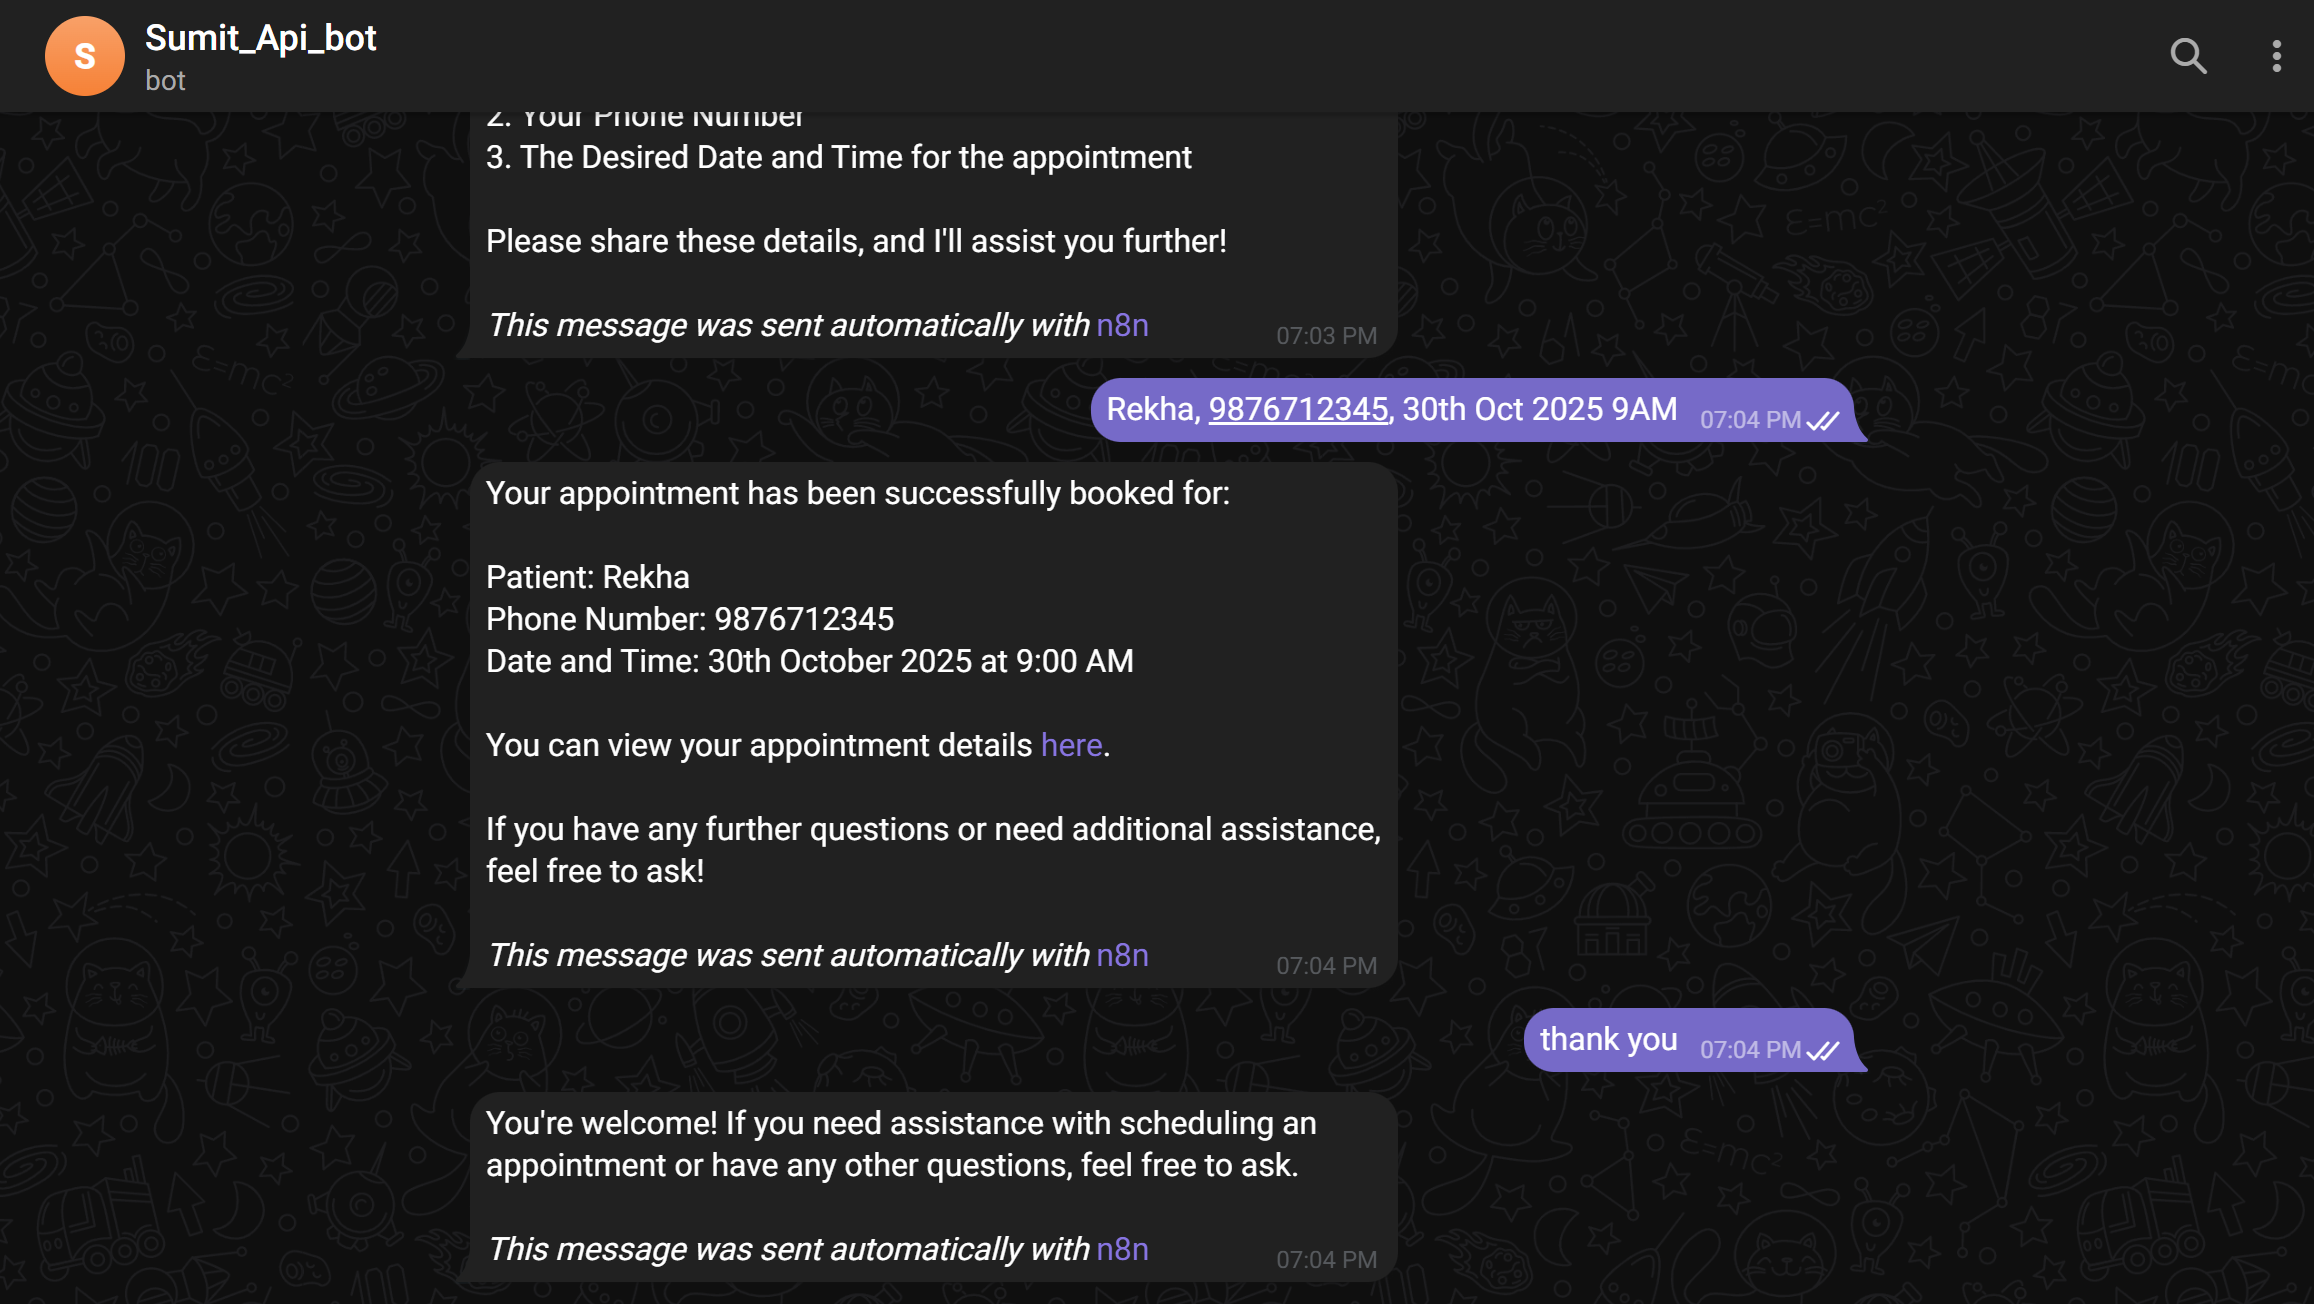 S
Sumit_Api_bot
bot
2. Your Phone Number
3. The Desired Date and Time for the appointment
Please share these details, and I'll assist you further!
This message was sent automatically with n8n
07:03 PM
Rekha, 9876712345, 30th Oct 2025 9AM
07:04 PM
Your appointment has been successfully booked for:
Patient: Rekha
Phone Number: 9876712345
Date and Time: 30th October 2025 at 9:00 AM
You can view your appointment details here.
If you have any further questions or need additional assistance,
feel free to ask!
This message was sent automatically with n8n
07:04 PM
thank you
07:04 PM
You're welcome! If you need assistance with scheduling an
appointment or have any other questions, feel free to ask.
This message was sent automatically with n8n
07:04 PM